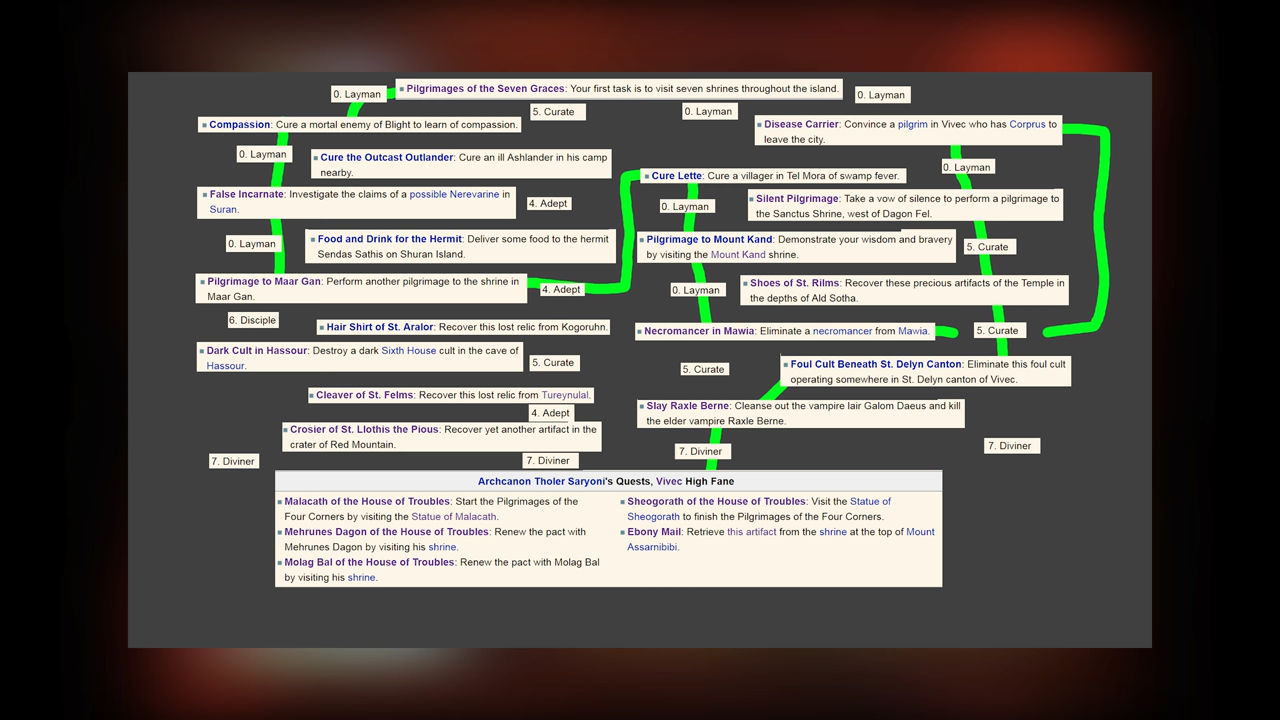 0. Layman
Pilgrimages of the Seven Graces: Your first task is to visit seven shrines throughout the island.
0. Layman
5. Curate
0. Layman
Compassion: Cure a mortal enemy of Blight to learn of compassion.
Disease Carrier: Convince a pilgrim in Vivec who has Corprus to
leave the city.
0. Layman
Cure the Outcast Outlander: Cure an ill Ashlander in his camp
nearby.
0. Layman
Cure Lette: Cure a villager in Tel Mora of swamp fever.
False Incarnate: Investigate the claims of a possible Nerevarine in
Suran.
4. Adept
0. Layman
Silent Pilgrimage: Take a vow of silence to perform a pilgrimage to
the Sanctus Shrine, west of Dagon Fel.
0. Layman
Food and Drink for the Hermit: Deliver some food to the hermit
Sendas Sathis on Shuran Island.
Pilgrimage to Mount Kand: Demonstrate your wisdom and bravery
by visiting the Mount Kand shrine.
5. Curate
Pilgrimage to Maar Gan: Perform another pilgrimage to the shrine in
Maar Gan.
4. Adept
0. Layman
Shoes of St. Rilms: Recover these precious artifacts of the Temple in
the depths of Ald Sotha.
6. Disciple
Hair Shirt of St. Aralor: Recover this lost relic from Kogoruhn.
Necromancer in Mawia: Eliminate a necromancer from Mawia.
5. Curate
Dark Cult in Hassour: Destroy a dark Sixth House cult in the cave of
Hassour.
5. Curate
5. Curate
Foul Cult Beneath St. Delyn Canton: Eliminate this foul cult
operating somewhere in St. Delyn canton of Vivec.
Cleaver of St. Felms: Recover this lost relic from Tureynulal.
4. Adept
Slay Raxle Berne: Cleanse out the vampire lair Galom Daeus and kill
the elder vampire Raxle Berne.
Crosier of St. Llothis the Pious: Recover yet another artifact in the
crater of Red Mountain.
7. Diviner
7. Diviner
7. Diviner
7. Diviner
Archcanon Tholer Saryoni's Quests, Vivec High Fane
Malacath of the House of Troubles: Start the Pilgrimages of the
Four Corners by visiting the Statue of Malacath.
Mehrunes Dagon of the House of Troubles: Renew the pact with
Mehrunes Dagon by visiting his shrine.
Molag Bal of the House of Troubles: Renew the pact with Molag Bal
by visiting his shrine.
Sheogorath of the House of Troubles: Visit the Statue of
Sheogorath to finish the Pilgrimages of the Four Corners.
Ebony Mail: Retrieve this artifact from the shrine at the top of Mount
Assarnibibi.